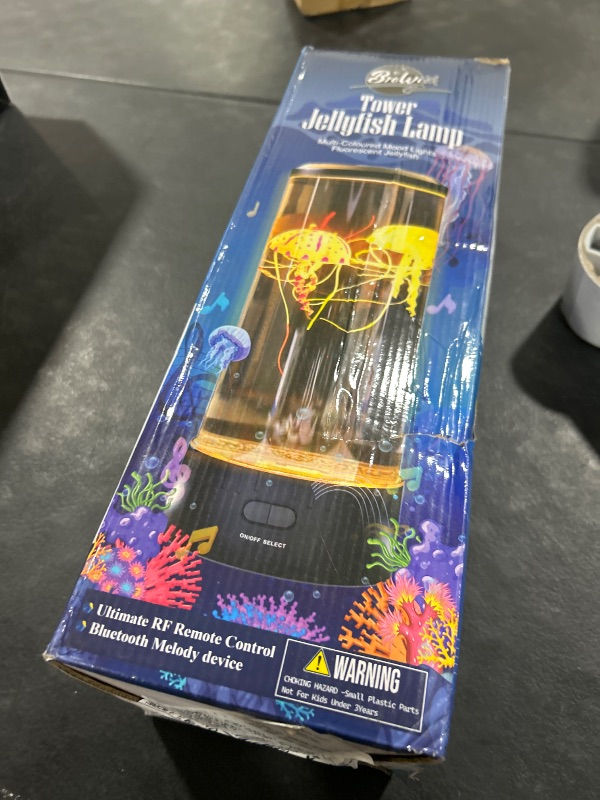 Tower
Jellyfish Lamp
Multi-Coloured Mood Lights
Fluorescent Jellyfish
ON/OFF SELECT
Ultimate RF Remote Control
Bluetooth Melody device
WARNING
CHOKING HAZARD -Small Plastic Parts
Not For Kids Under 3Years